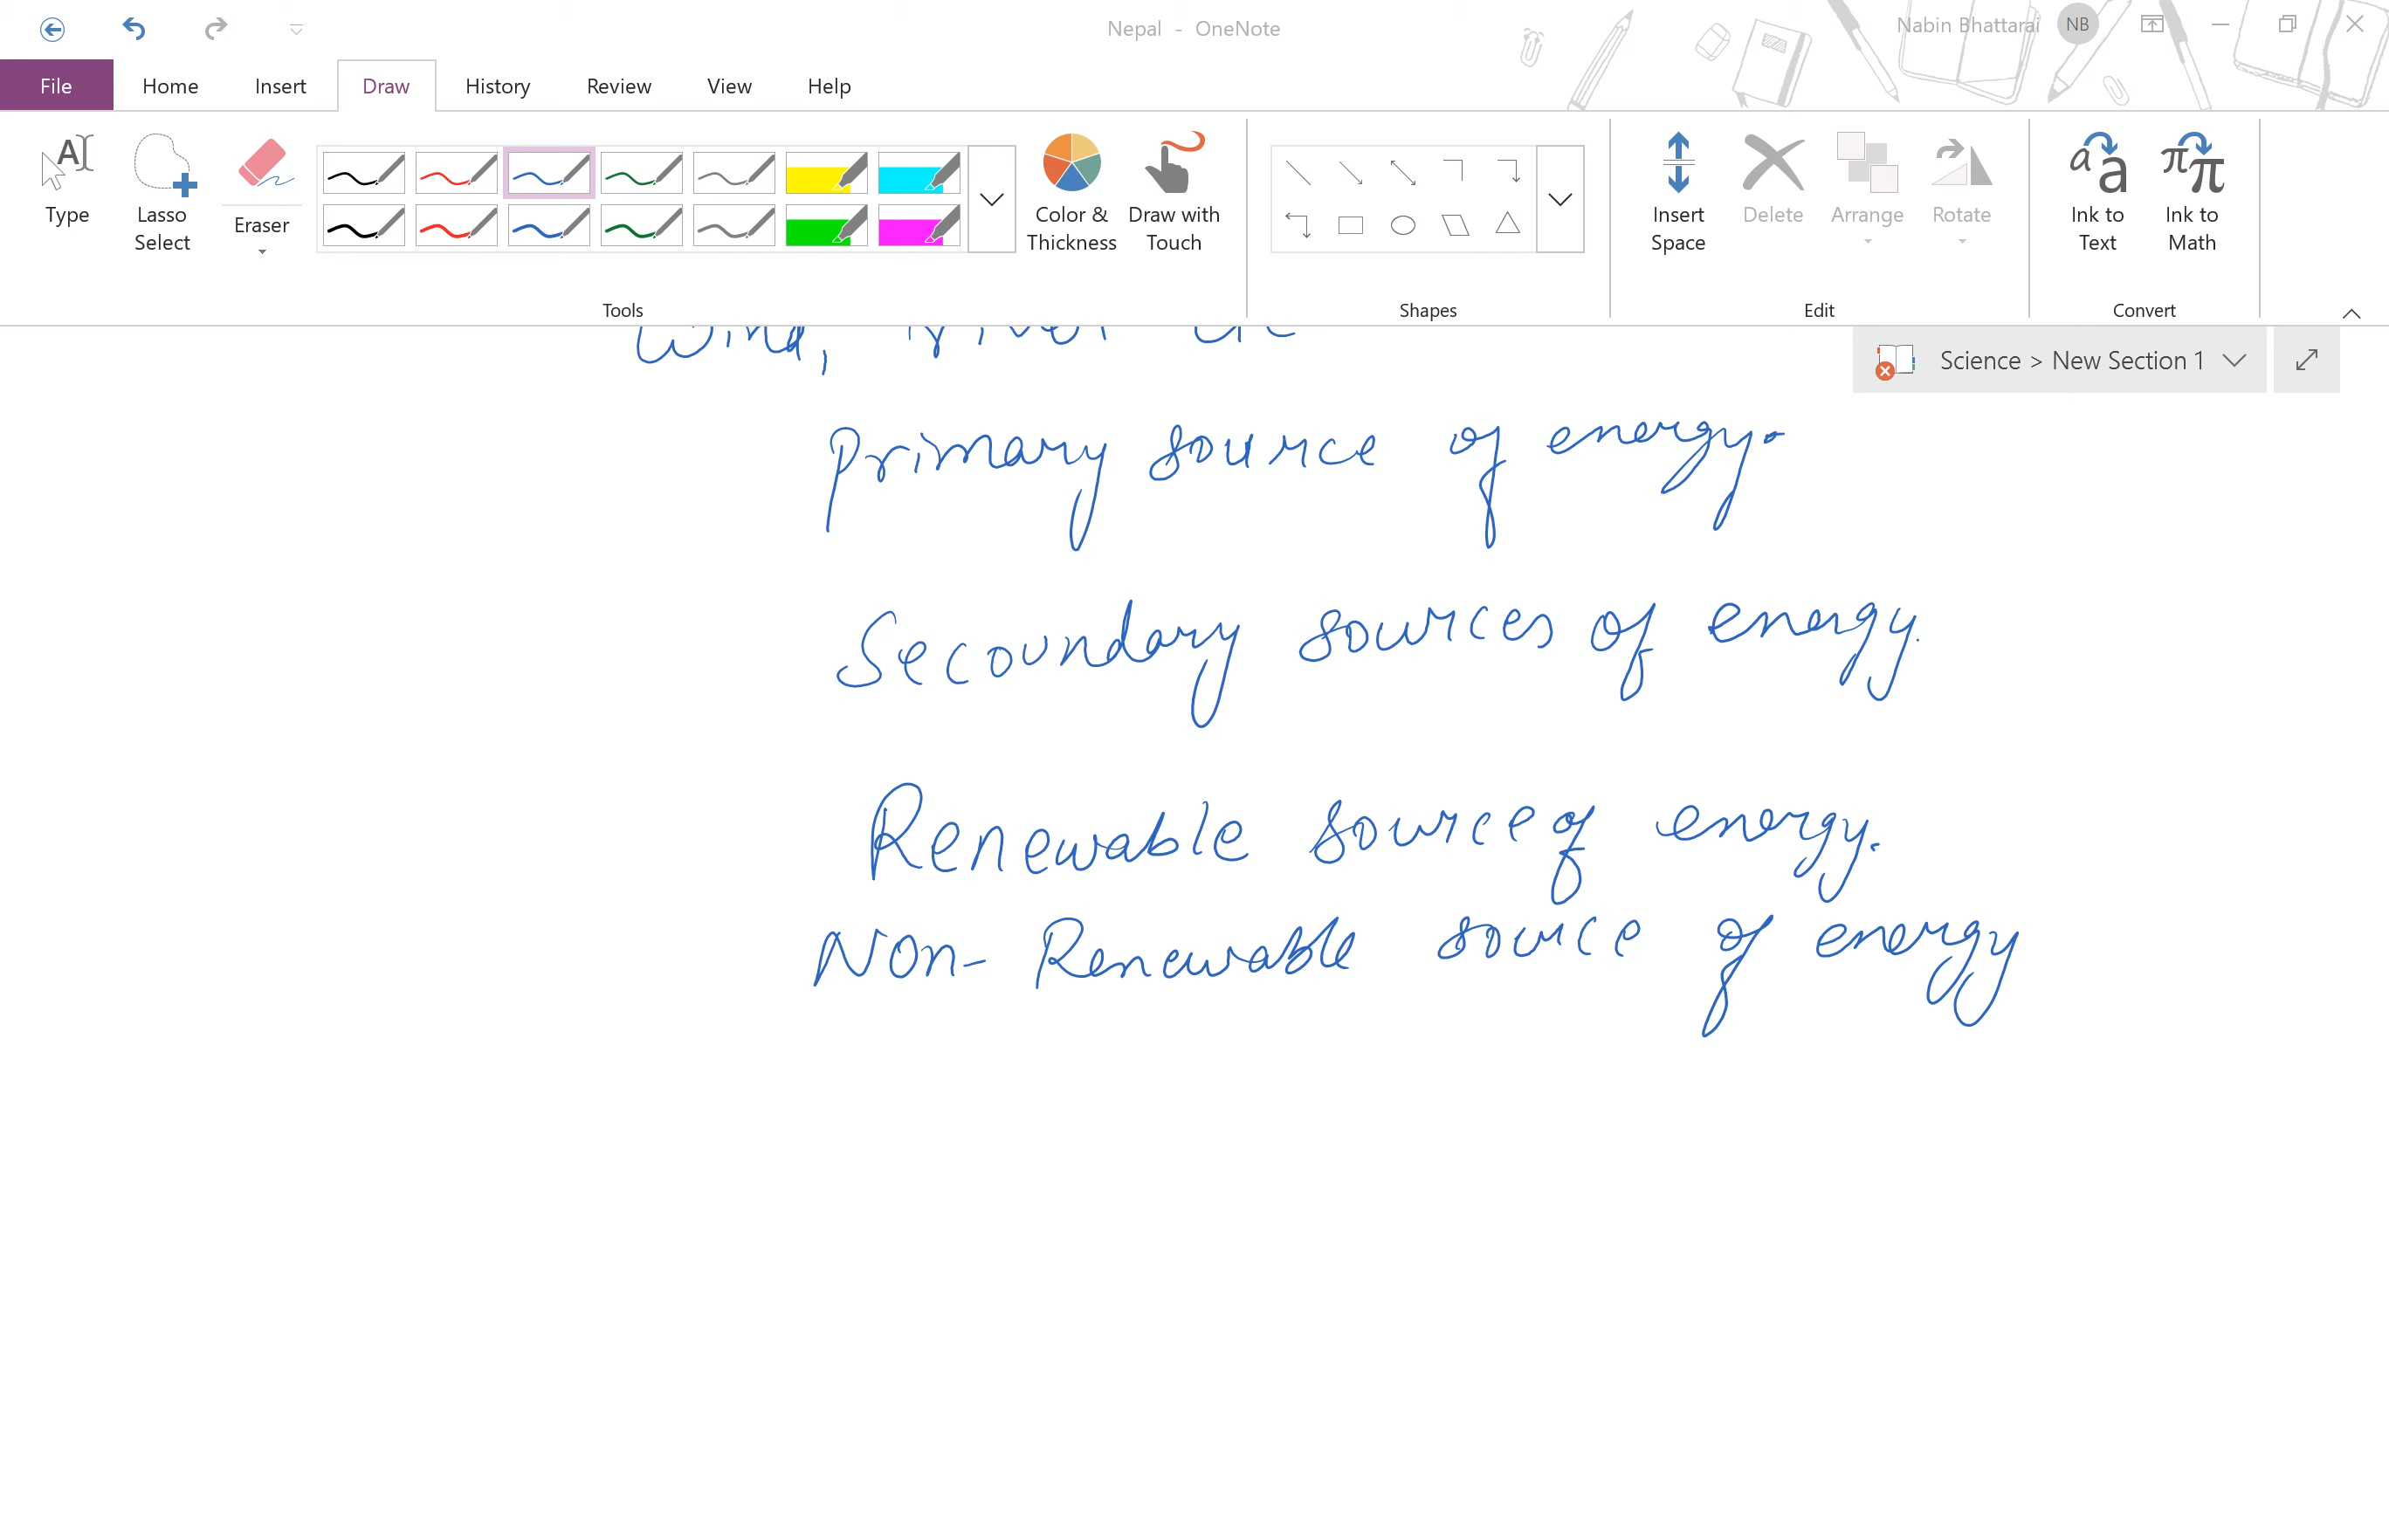 Nepal - OneNote
Nabin Bhattarai NB
File Home Insert Draw History Review View Help
Type
Lasso Select
Eraser
Color & Thickness
Draw with Touch
Insert Space
Delete
Arrange
Rotate
Ink to Text
Ink to Math
Tools
Shapes
Edit
Convert
Science > New Section 1
Wind, river
primary source of energy.
Secoundary sources of energy.
Renewable source of energy.
Non- Renewable source of energy